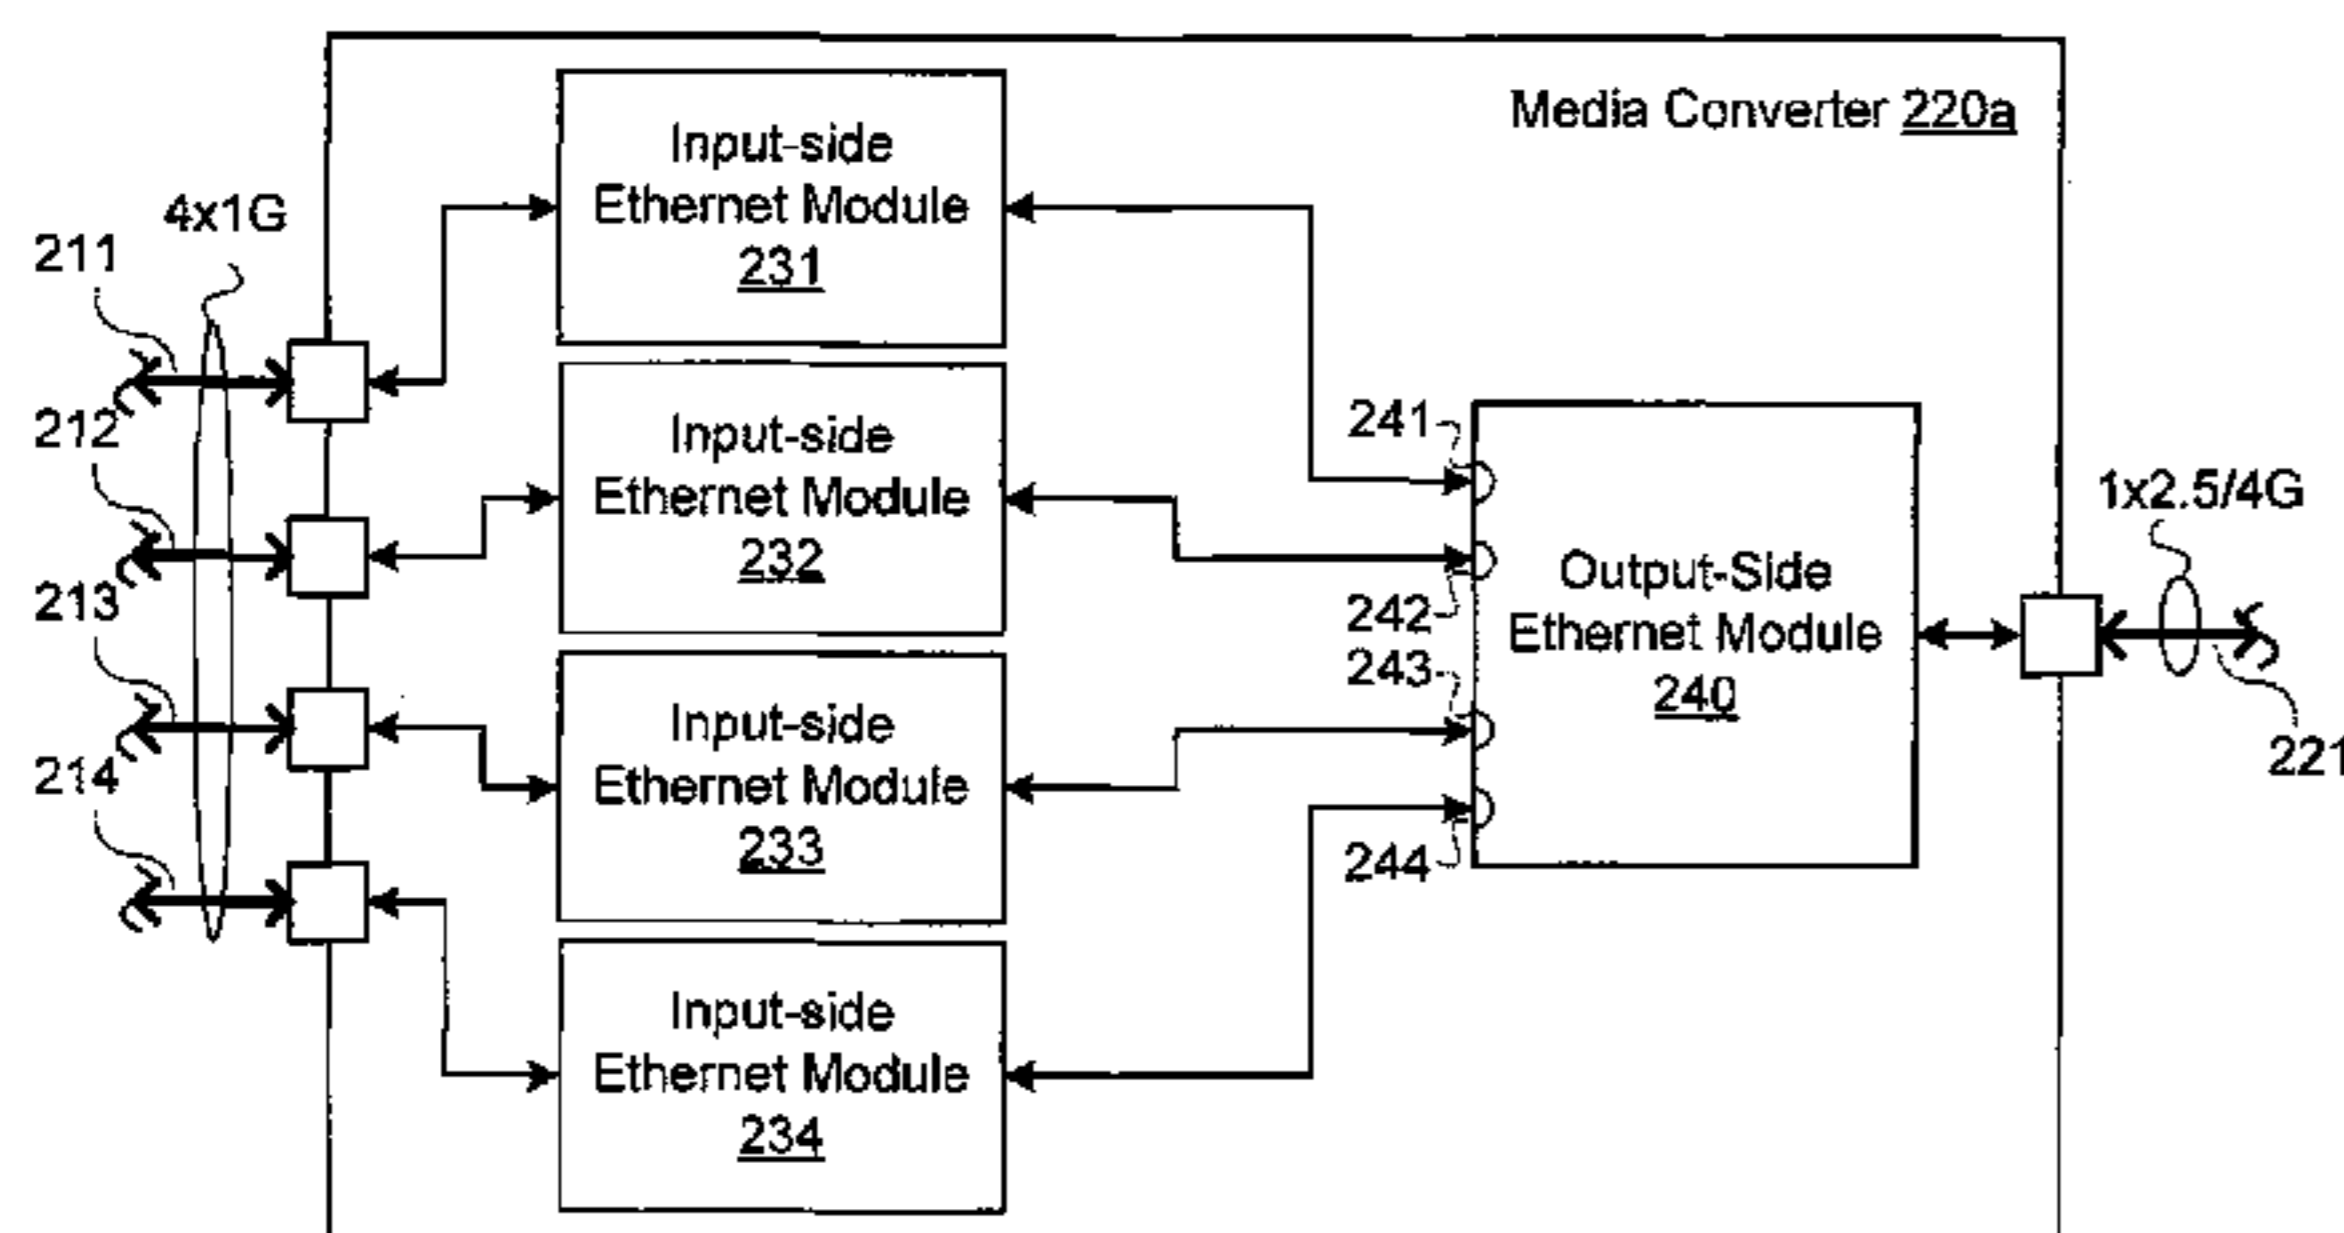 Media Converter 220a
4x1G
211
212
213
214
Input-side
Ethernet Module
231
Input-side
Ethernet Module
232
Input-side
Ethernet Module
233
Input-side
Ethernet Module
234
241
242
243
244
Output-Side
Ethernet Module
240
1x2.5/4G
221